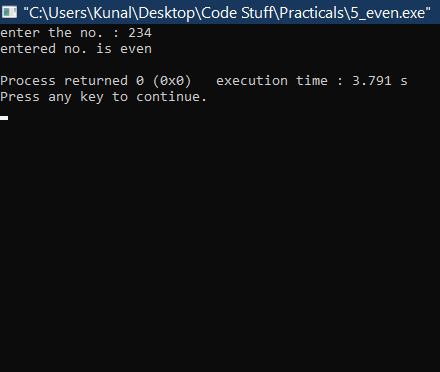 "C:\Users\Kunal\Desktop\Code Stuff\Practicals\5_even.exe"
enter the no. : 234
entered no. is even
Process returned 0 (0x0)   execution time : 3.791 s
Press any key to continue.